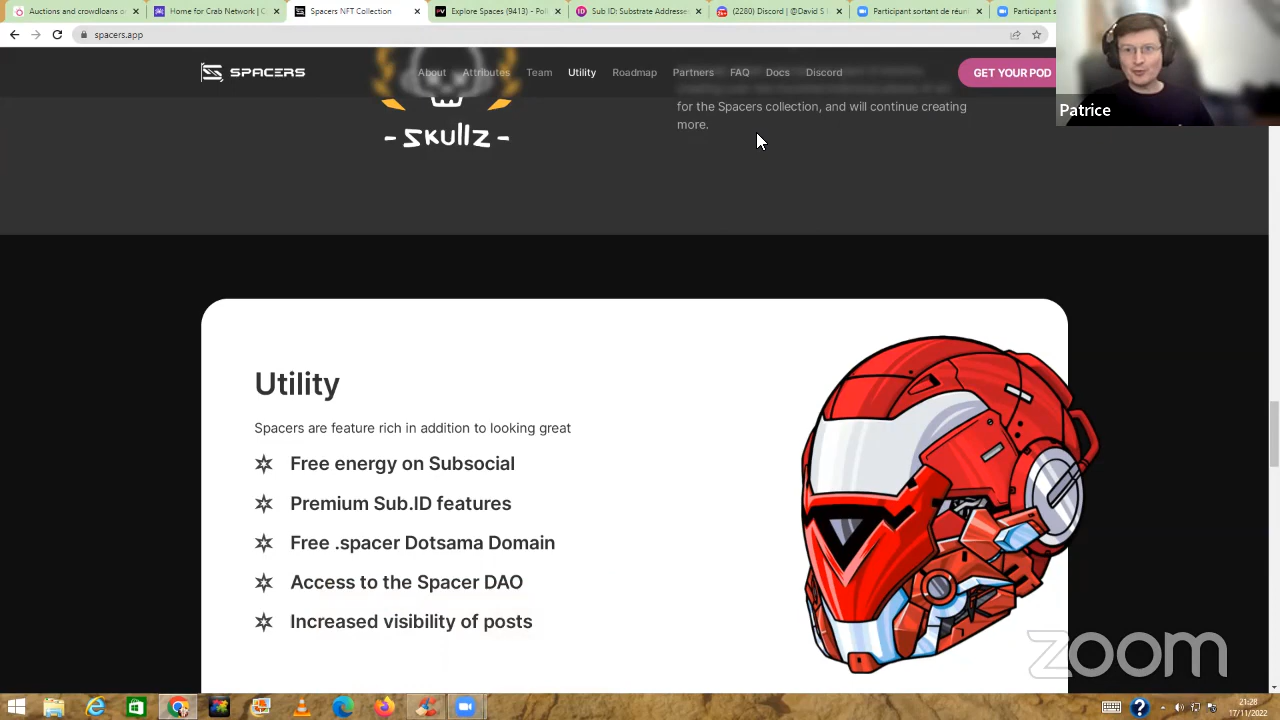 Auctions and crowdloans o
Home for Crab Network | C
Spacers NFT Collection
Explore Spaces (9413) - Pol
Sub ID: Substrate Addresse
(2280) Discord | @David S
Participant sortant de réun
Participant s
spacers.app
SPACERS
About
Attributes
Team
Utility
Roadmap
Partners
FAQ
Docs
Discord
GET YOUR POD
Patrice
for the Spacers collection, and will continue creating
more.
- SKULLZ -
Utility
Spacers are feature rich in addition to looking great
Free energy on Subsocial
Premium Sub.ID features
Free .spacer Dotsama Domain
Access to the Spacer DAO
Increased visibility of posts
zoom
21:28
17/11/2022